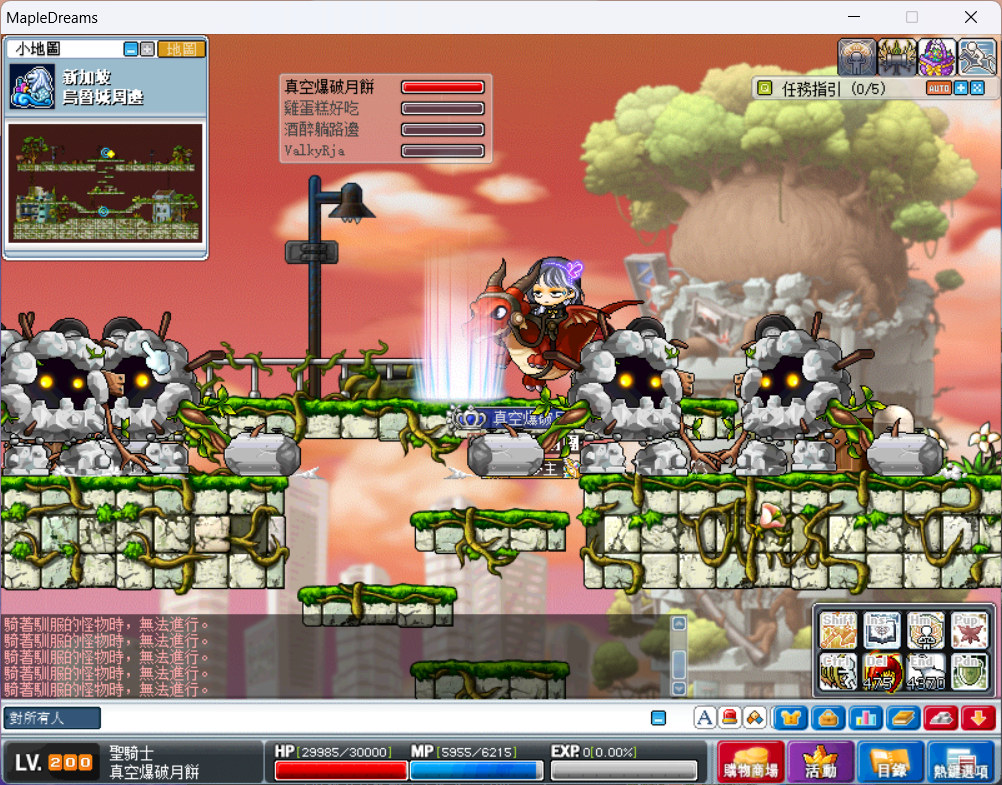 MapleDreams
小地圖
地圖
新加坡
烏魯城周邊
真空爆破月餅
雞蛋糕好吃
酒醉躺路邊
ValkyRja
任務指引 (0/5)
AUTO
真空爆破
主
騎著馴服的怪物時，無法進行。
騎著馴服的怪物時，無法進行。
騎著馴服的怪物時，無法進行。
騎著馴服的怪物時，無法進行。
騎著馴服的怪物時，無法進行。
Shift Ins Hm Pup
Ctrl Del End Pdn
475 4370
對所有人
A
LV. 200
聖騎士
真空爆破月餅
HP [29985/30000] MP [5955/6215] EXP 0[0.00%]
購物商場 活動 目錄 熱鍵選項